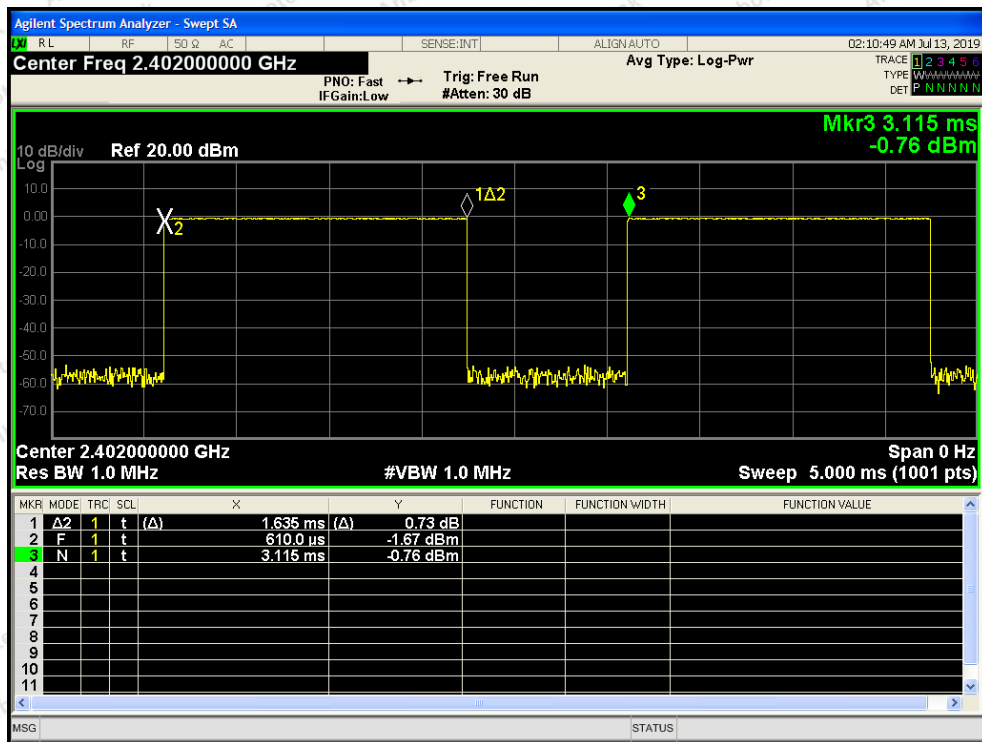 Agilent Spectrum Analyzer - Swept SA
LXI RL RF 50 Ω AC SENSE:INT ALIGN AUTO 02:10:49 AM Jul 13, 2019
Center Freq 2.402000000 GHz
PNO: Fast
IFGain:Low
Trig: Free Run
#Atten: 30 dB
Avg Type: Log-Pwr
TRACE 1 2 3 4 5 6
TYPE WWWWWW
DET P N N N N N
Mkr3 3.115 ms
-0.76 dBm
10 dB/div Ref 20.00 dBm
Log
10.0
0.00
-10.0
-20.0
-30.0
-40.0
-50.0
-60.0
-70.0
X2
1Δ2
3
Center 2.402000000 GHz Span 0 Hz
Res BW 1.0 MHz #VBW 1.0 MHz Sweep 5.000 ms (1001 pts)
MKR MODE TRC SCL X Y FUNCTION FUNCTION WIDTH FUNCTION VALUE
1 Δ2 1 t (Δ) 1.635 ms (Δ) 0.73 dB
2 F 1 t 610.0 µs -1.67 dBm
3 N 1 t 3.115 ms -0.76 dBm
4
5
6
7
8
9
10
11
MSG STATUS